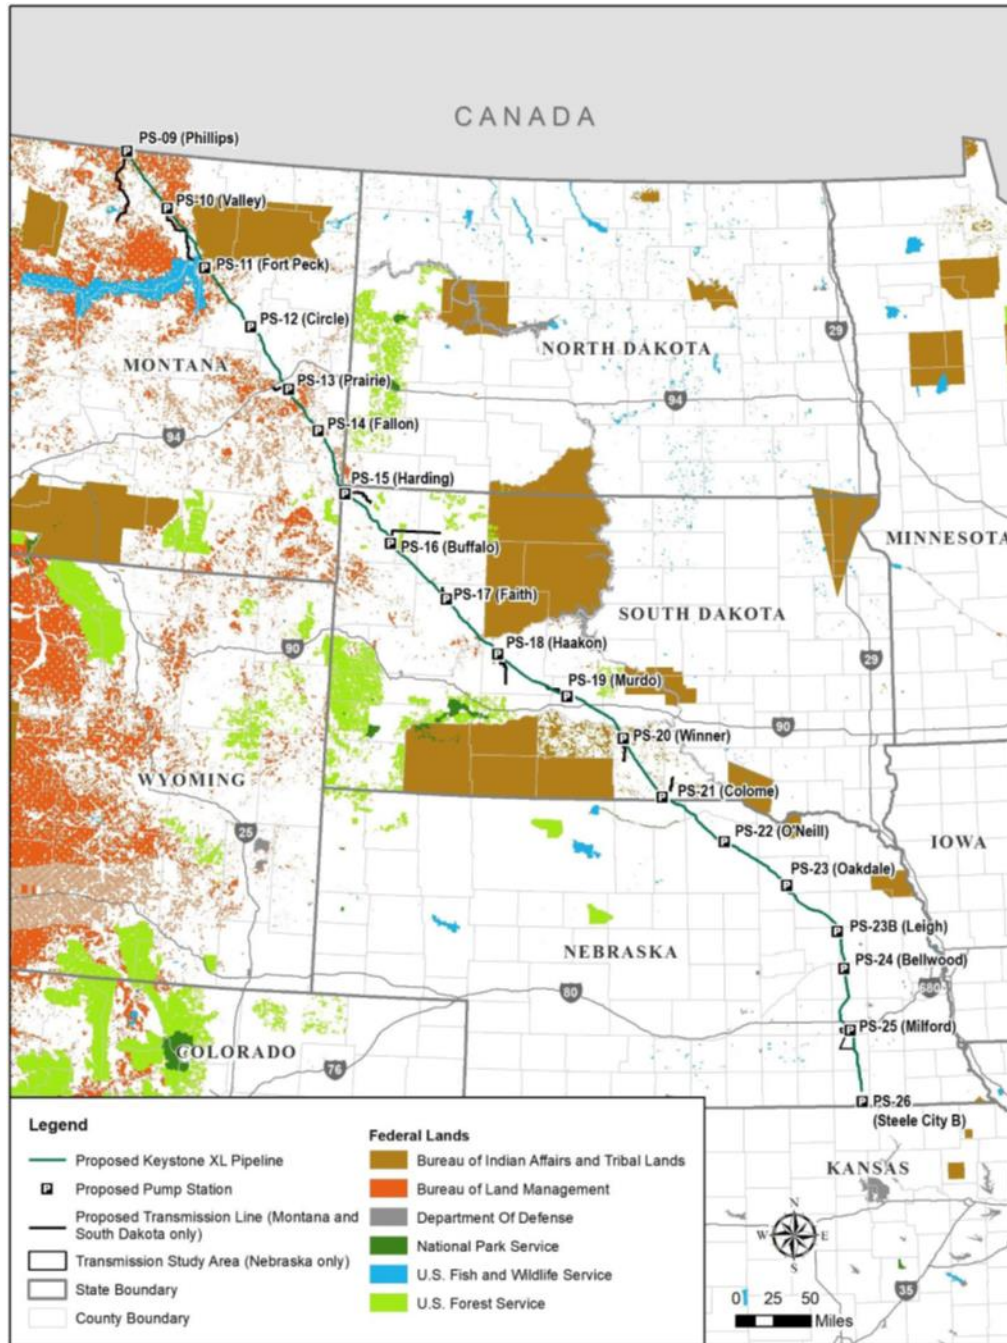 CANADA
PS-09 (Phillips)
PS-10 (Valley)
PS-11 (Fort Peck)
PS-12 (Circle)
MONTANA
NORTH DAKOTA
29
PS-13 (Prairie)
94
PS-14 (Fallon)
94
PS-15 (Harding)
MINNESOTA
PS-16 (Buffalo)
PS-17 (Faith)
SOUTH DAKOTA
90
PS-18 (Haakon)
29
PS-19 (Murdo)
90
PS-20 (Winner)
WYOMING
PS-21 (Colome)
25
PS-22 (O'Neill)
IOWA
PS-23 (Oakdale)
PS-23B (Leigh)
NEBRASKA
PS-24 (Bellwood)
80
680
PS-25 (Milford)
COLORADO
76
PS-26
(Steele City B)
KANSAS
35
Legend
Proposed Keystone XL Pipeline
P Proposed Pump Station
Proposed Transmission Line (Montana and
South Dakota only)
Transmission Study Area (Nebraska only)
State Boundary
County Boundary
Federal Lands
Bureau of Indian Affairs and Tribal Lands
Bureau of Land Management
Department Of Defense
National Park Service
U.S. Fish and Wildlife Service
U.S. Forest Service
N
W E
S
0 25 50
Miles